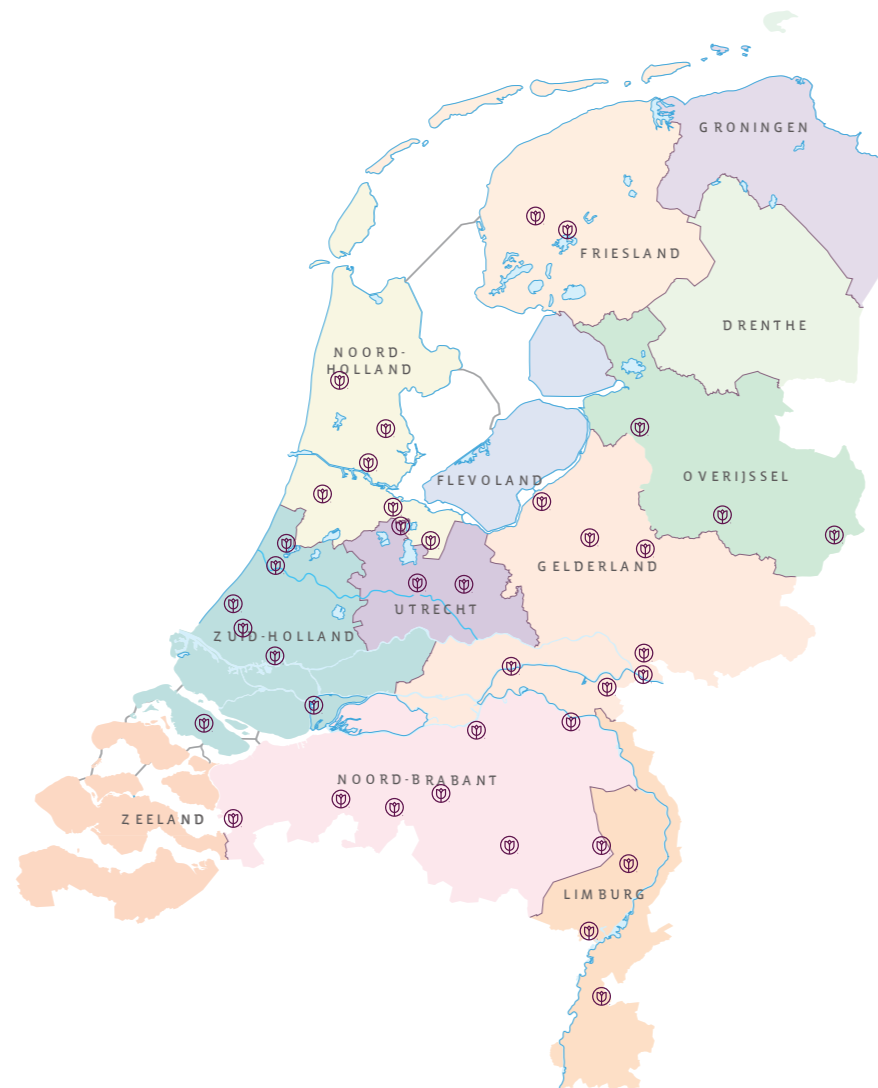 GRONINGEN
FRIESLAND
DRENTHE
NOORD-
HOLLAND
FLEVOLAND
OVERIJSSEL
GELDERLAND
UTRECHT
ZUID-HOLLAND
NOORD-BRABANT
ZEELAND
LIMBURG